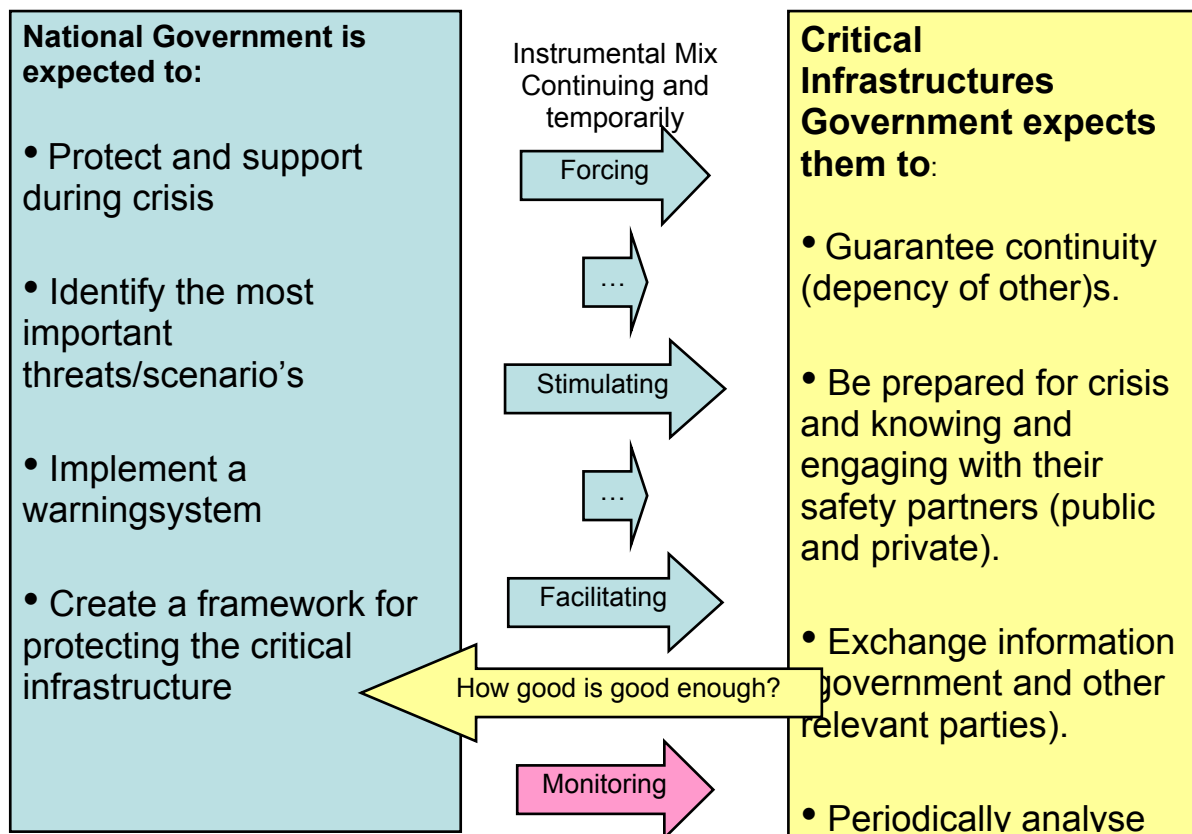 National Government is
expected to:
• Protect and support
during crisis
• Identify the most
important
threats/scenario’s
• Implement a
warningsystem
• Create a framework for
protecting the critical
infrastructure
Instrumental Mix
Continuing and
temporarily
Forcing
…
Stimulating
…
Facilitating
How good is good enough?
Monitoring
Critical
Infrastructures
Government expects
them to:
• Guarantee continuity
(depency of other)s.
• Be prepared for crisis
and knowing and
engaging with their
safety partners (public
and private).
• Exchange information
government and other
relevant parties).
• Periodically analyse